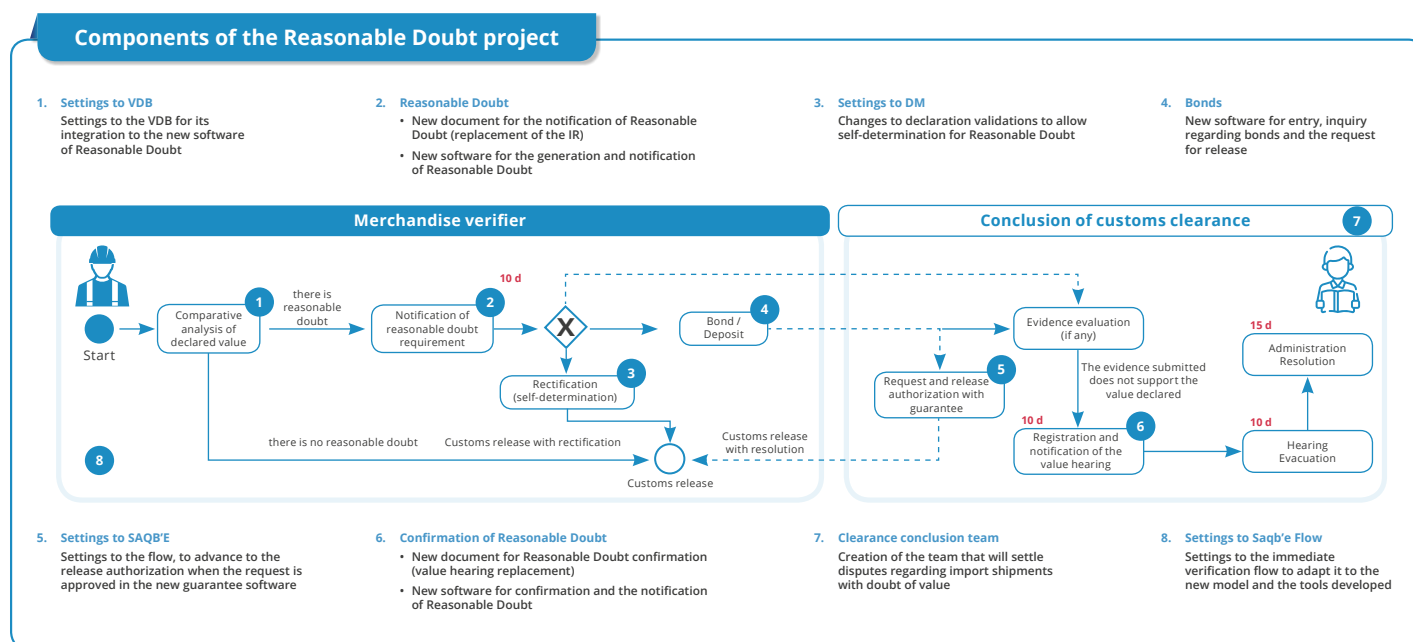 Components of the Reasonable Doubt project
1. Settings to VDB
Settings to the VDB for its
integration to the new software
of Reasonable Doubt
2. Reasonable Doubt
• New document for the notification of Reasonable
Doubt (replacement of the IR)
• New software for the generation and notification
of Reasonable Doubt
3. Settings to DM
Changes to declaration validations to allow
self-determination for Reasonable Doubt
4. Bonds
New software for entry, inquiry
regarding bonds and the request
for release
Merchandise verifier
Conclusion of customs clearance
7
Start
1
Comparative
analysis of
declared value
there is
reasonable
doubt
2
Notification of
reasonable doubt
requirement
10 d
X
4
Bond /
Deposit
3
Rectification
(self-determination)
there is no reasonable doubt
Customs release with rectification
Customs release
8
Customs release
with resolution
5
Request and release
authorization with
guarantee
Evidence evaluation
(if any)
The evidence submitted
does not support the
value declared
10 d
6
Registration and
notification of the
value hearing
10 d
Hearing
Evacuation
15 d
Administration
Resolution
5. Settings to SAQB'E
Settings to the flow, to advance to the
release authorization when the request is
approved in the new guarantee software
6. Confirmation of Reasonable Doubt
• New document for Reasonable Doubt confirmation
(value hearing replacement)
• New software for confirmation and the notification
of Reasonable Doubt
7. Clearance conclusion team
Creation of the team that will settle
disputes regarding import shipments
with doubt of value
8. Settings to Saqb'e Flow
Settings to the immediate
verification flow to adapt it to the
new model and the tools developed